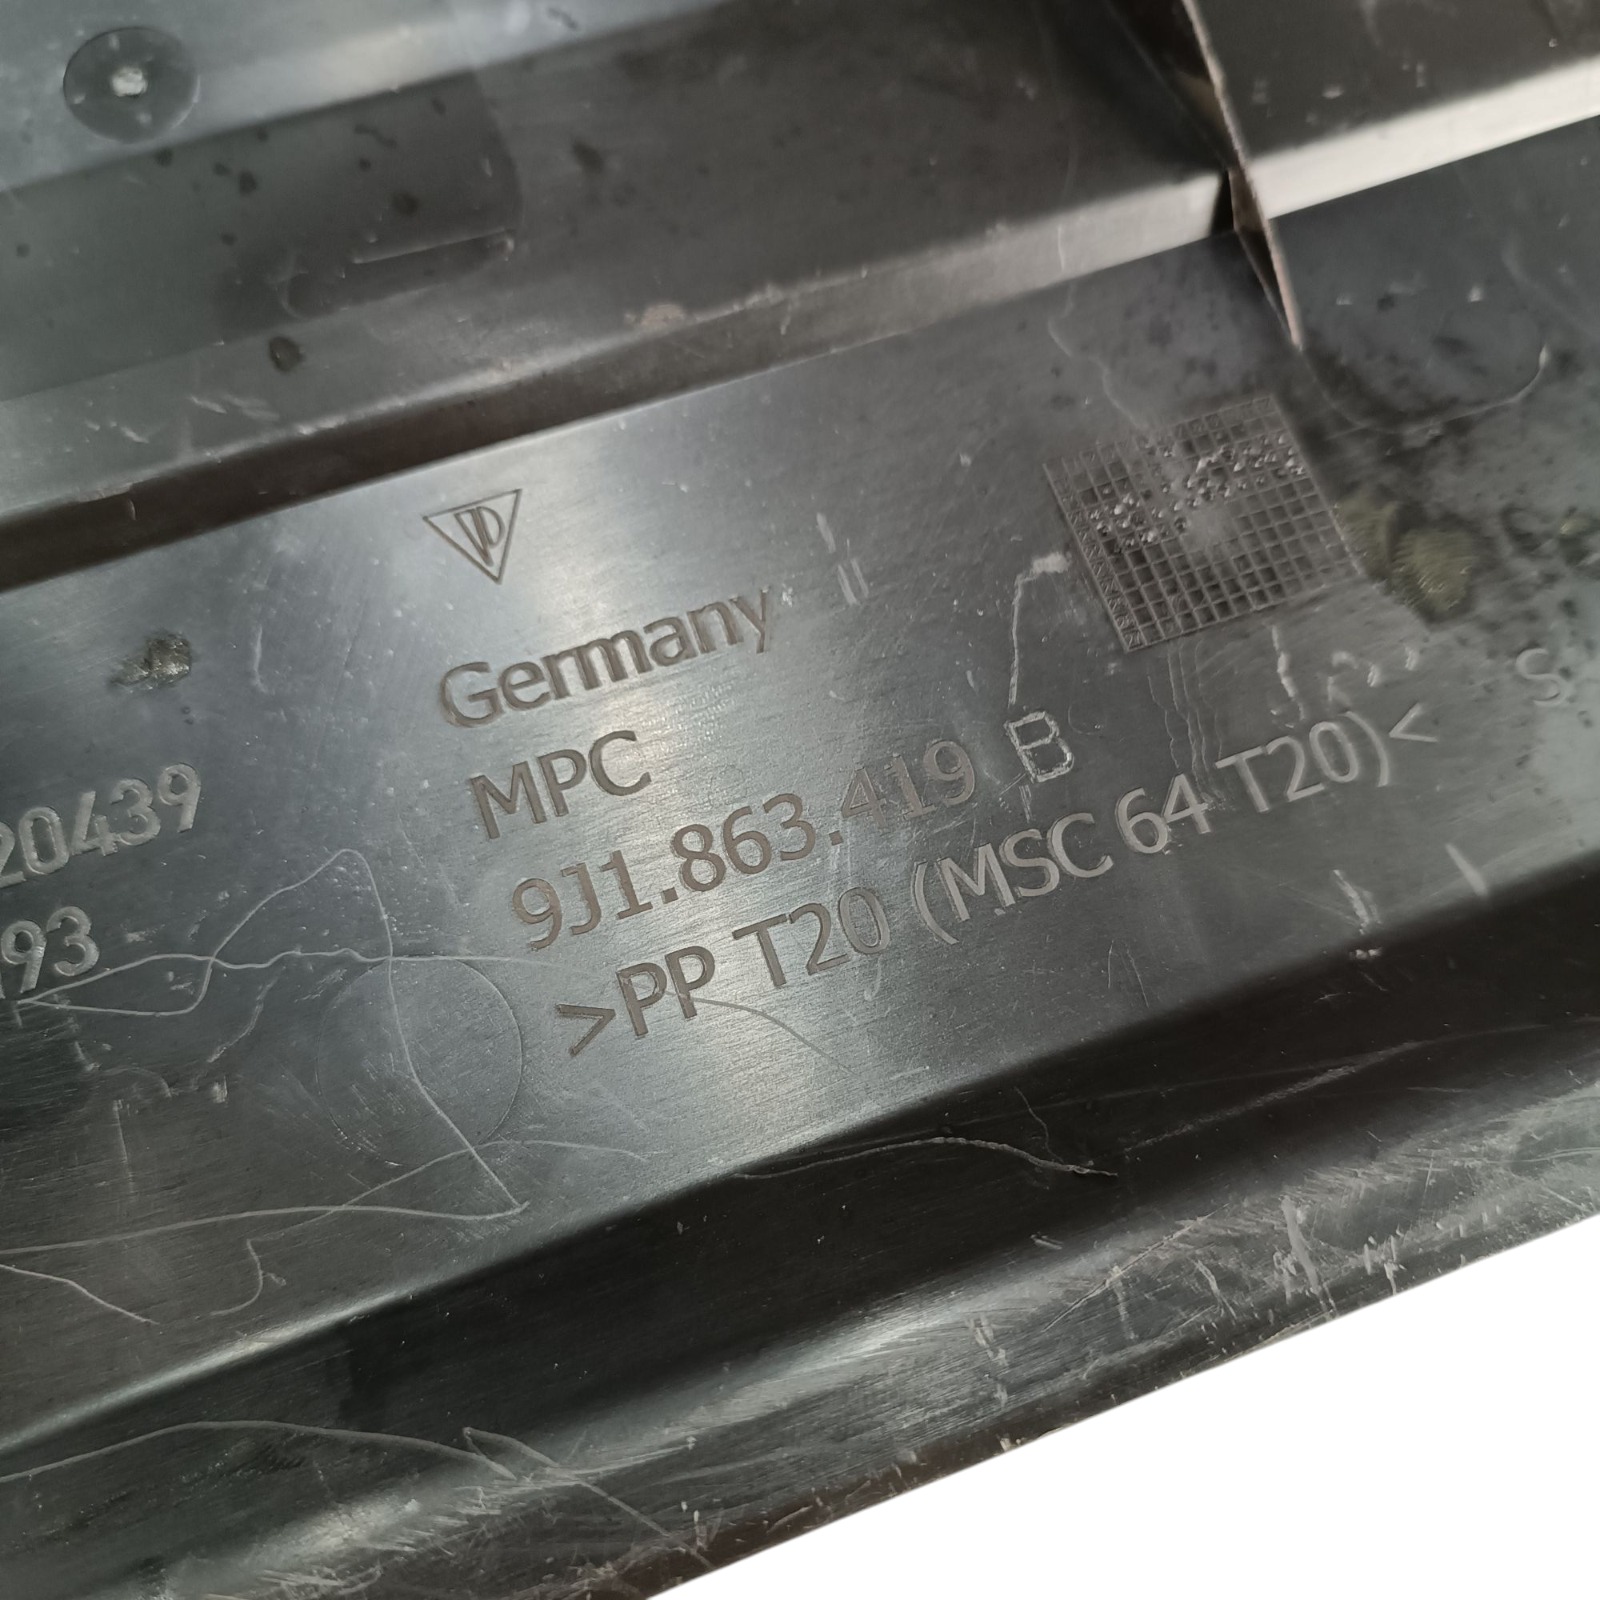 Germany
MPC
9J1.863.419 B
>PP T20 (MSC 64 T20)<
S
20439
93